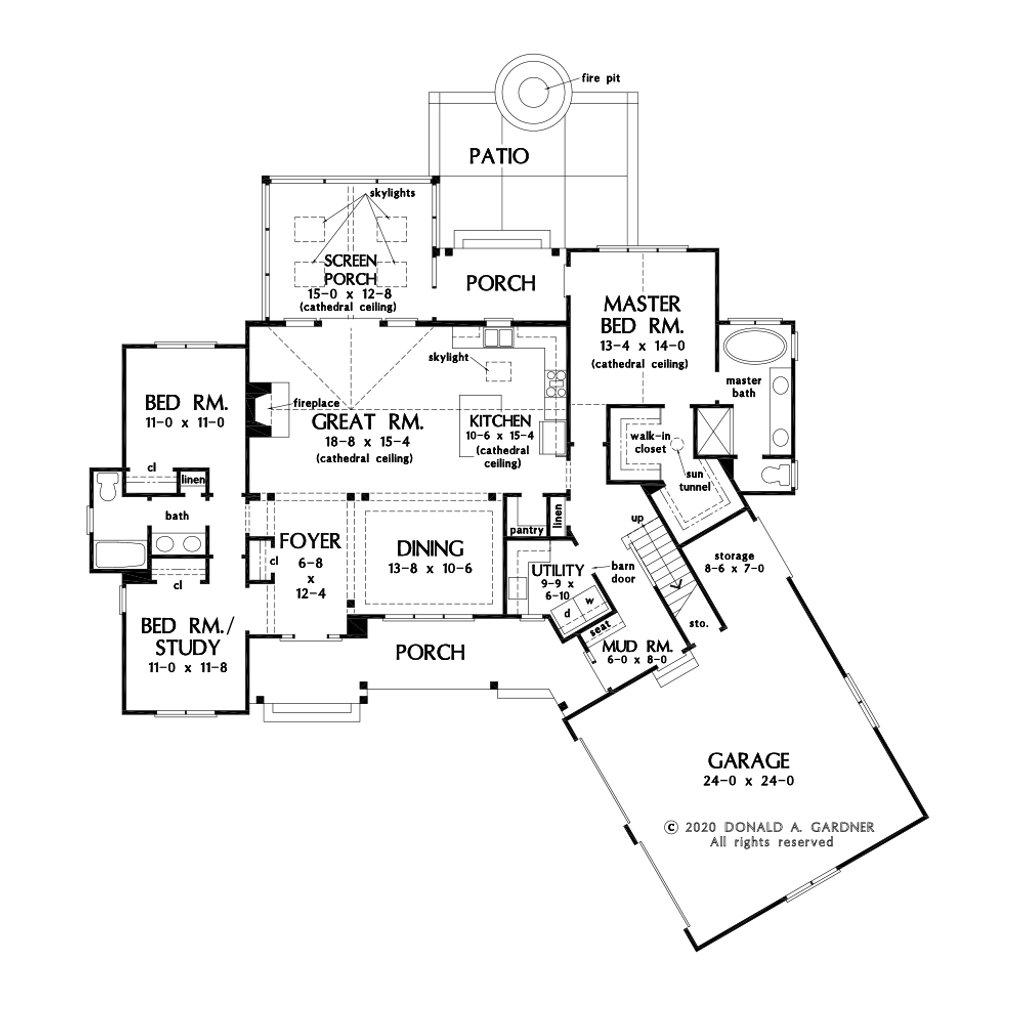 fire pit
PATIO
skylights
SCREEN
PORCH
15-0 x 12-8
(cathedral ceiling)
PORCH
MASTER
BED RM.
13-4 x 14-0
(cathedral ceiling)
skylight
master
bath
BED RM.
11-0 x 11-0
fireplace
GREAT RM.
18-8 x 15-4
(cathedral ceiling)
KITCHEN
10-6 x 15-4
(cathedral
ceiling)
walk-in
closet
sun
tunnel
cl
linen
bath
cl
FOYER
6-8
x
12-4
cl
DINING
13-8 x 10-6
pantry
linen
up
UTILITY
9-9 x
6-10
barn
door
d
w
storage
8-6 x 7-0
sto.
seat
MUD RM.
6-0 x 8-0
BED RM./
STUDY
11-0 x 11-8
PORCH
GARAGE
24-0 x 24-0
© 2020 DONALD A. GARDNER
All rights reserved